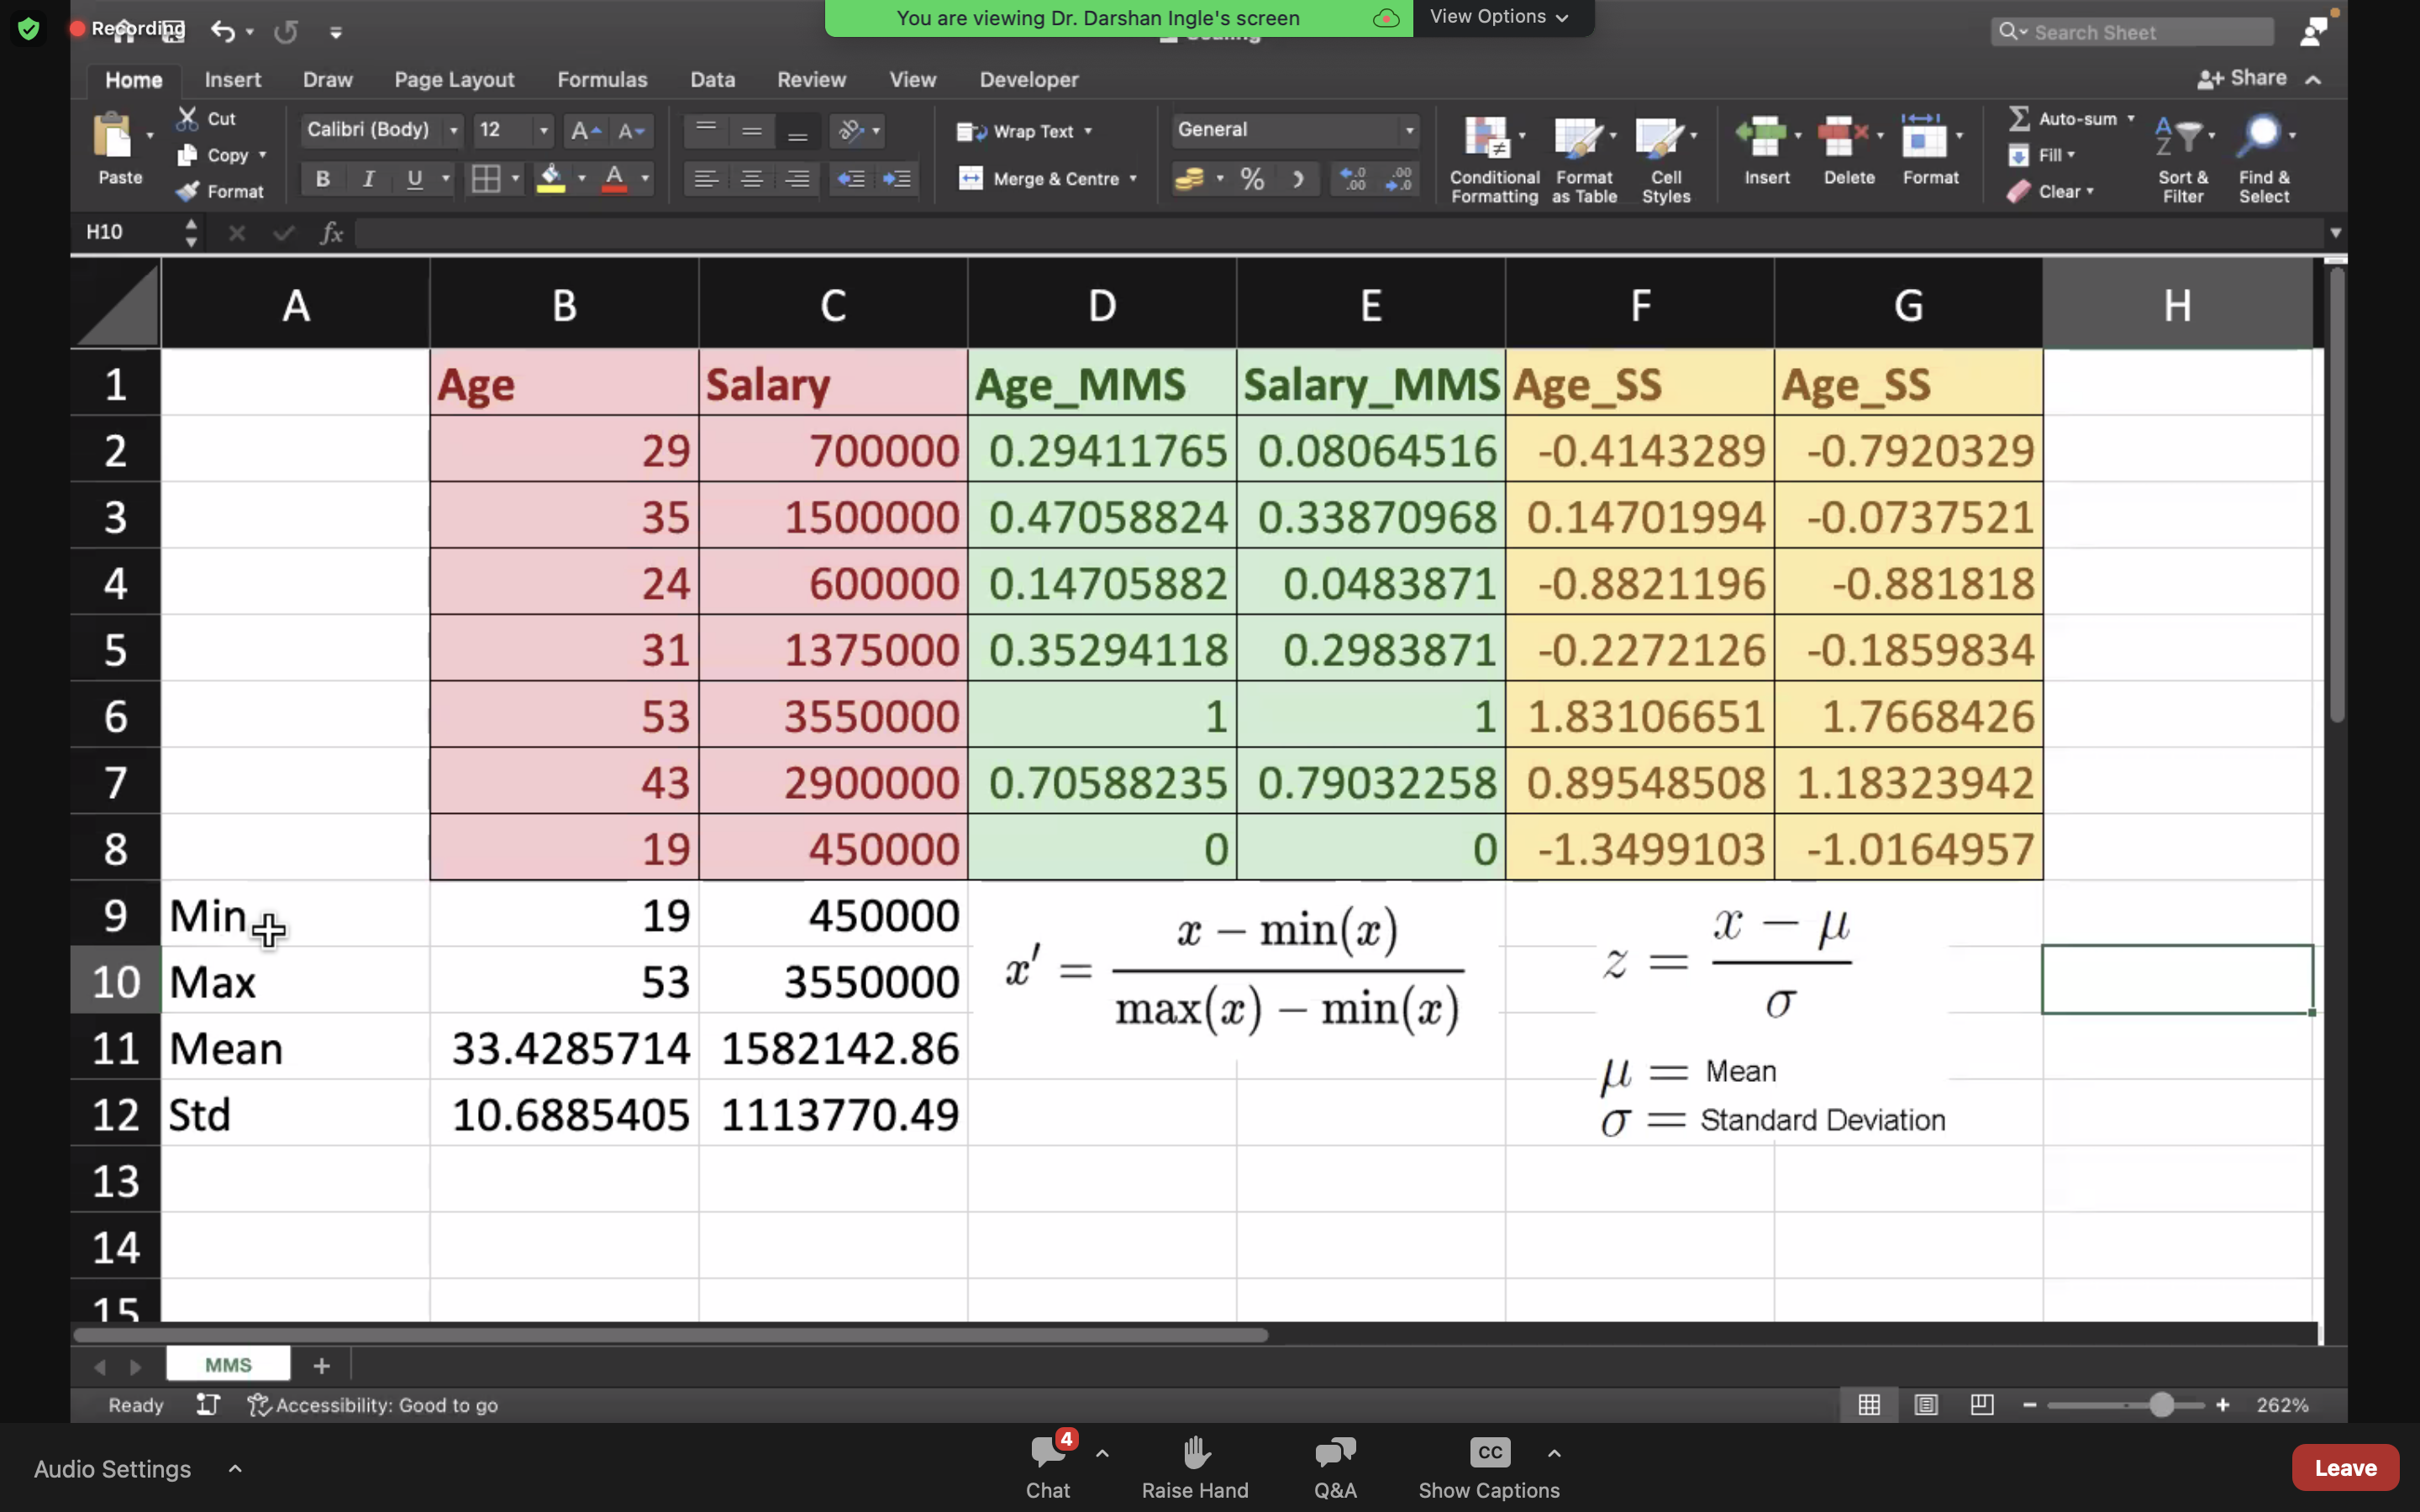 Recording
You are viewing Dr. Darshan Ingle's screen
View Options
Search Sheet
Home Insert Draw Page Layout Formulas Data Review View Developer
Share
Paste
Cut
Copy
Format
Calibri (Body) 12
Wrap Text
Merge & Centre
General
Conditional Formatting
Format as Table
Cell Styles
Insert
Delete
Format
Auto-sum
Fill
Clear
Sort & Filter
Find & Select
H10
fx
A B C D E F G H
1 Age Salary Age_MMS Salary_MMS Age_SS Age_SS
2 29 700000 0.29411765 0.08064516 -0.4143289 -0.7920329
3 35 1500000 0.47058824 0.33870968 0.14701994 -0.0737521
4 24 600000 0.14705882 0.0483871 -0.8821196 -0.881818
5 31 1375000 0.35294118 0.2983871 -0.2272126 -0.1859834
6 53 3550000 1 1 1.83106651 1.7668426
7 43 2900000 0.70588235 0.79032258 0.89548508 1.18323942
8 19 450000 0 0 -1.3499103 -1.0164957
9 Min 19 450000
10 Max 53 3550000
11 Mean 33.4285714 1582142.86
12 Std 10.6885405 1113770.49
13
14
15
x − min(x)
x′ =
max(x) − min(x)
x − μ
z =
σ
μ = Mean
σ = Standard Deviation
MMS
Ready
Accessibility: Good to go
262%
Audio Settings
4
Chat
Raise Hand
Q&A
CC
Show Captions
Leave